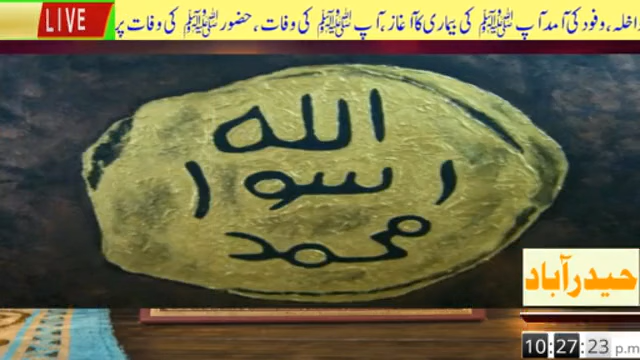 LIVE
داخلہ، وفود کی آمد آپ ﷺ کی بیماری کا آغاز، آپ ﷺ کی وفات، حضور ﷺ کی وفات پر
الله
رسول
محمد
حیدرآباد
10:27:23 p.m